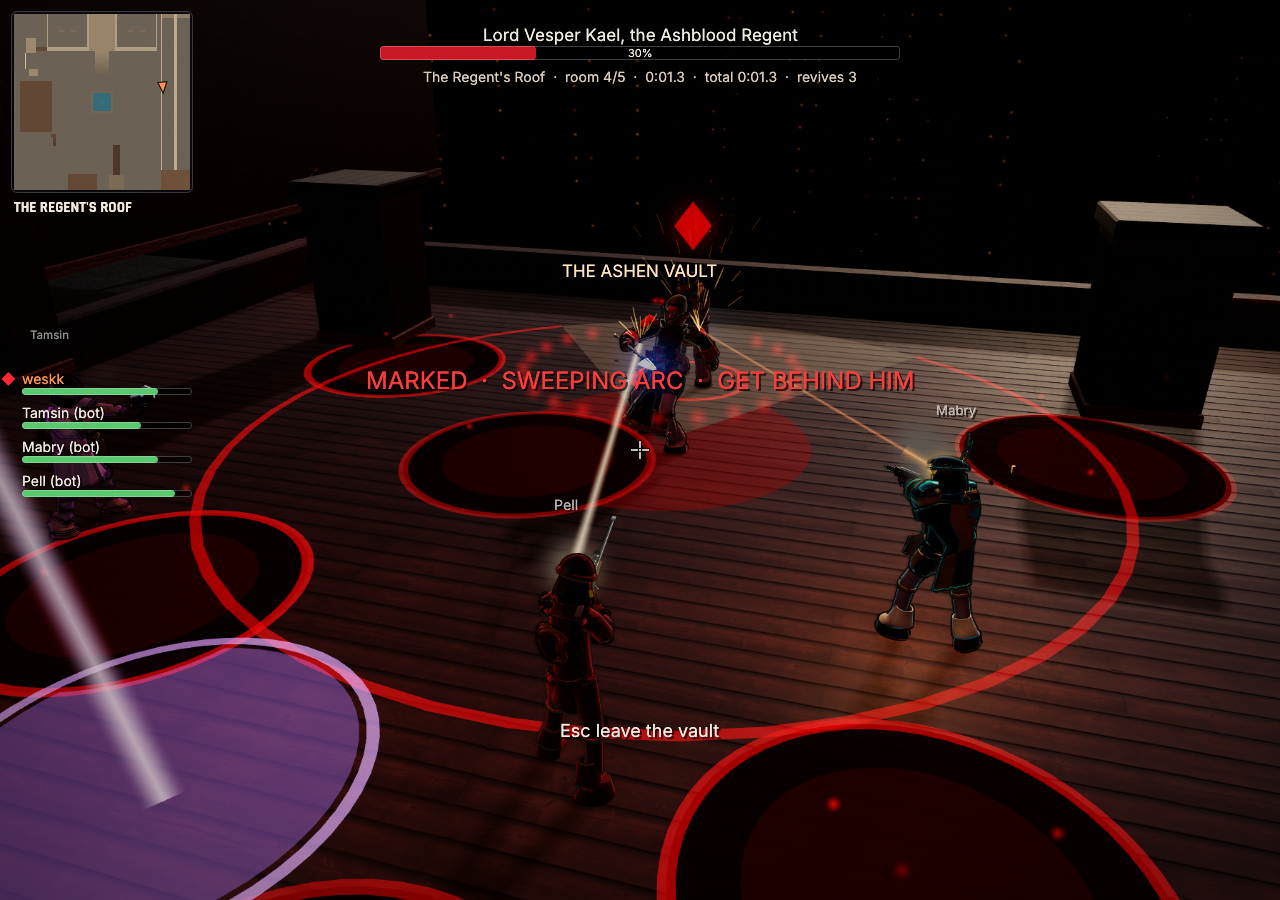 Lord Vesper Kael, the Ashblood Regent
30%
The Regent's Roof · room 4/5 · 0:01.3 · total 0:01.3 · revives 3
THE REGENT'S ROOF
THE ASHEN VAULT
Tamsin
weskk
MARKED · SWEEPING ARC · GET BEHIND HIM
Tamsin (bot)
Mabry
Mabry (bot)
Pell (bot)
Pell
Esc leave the vault